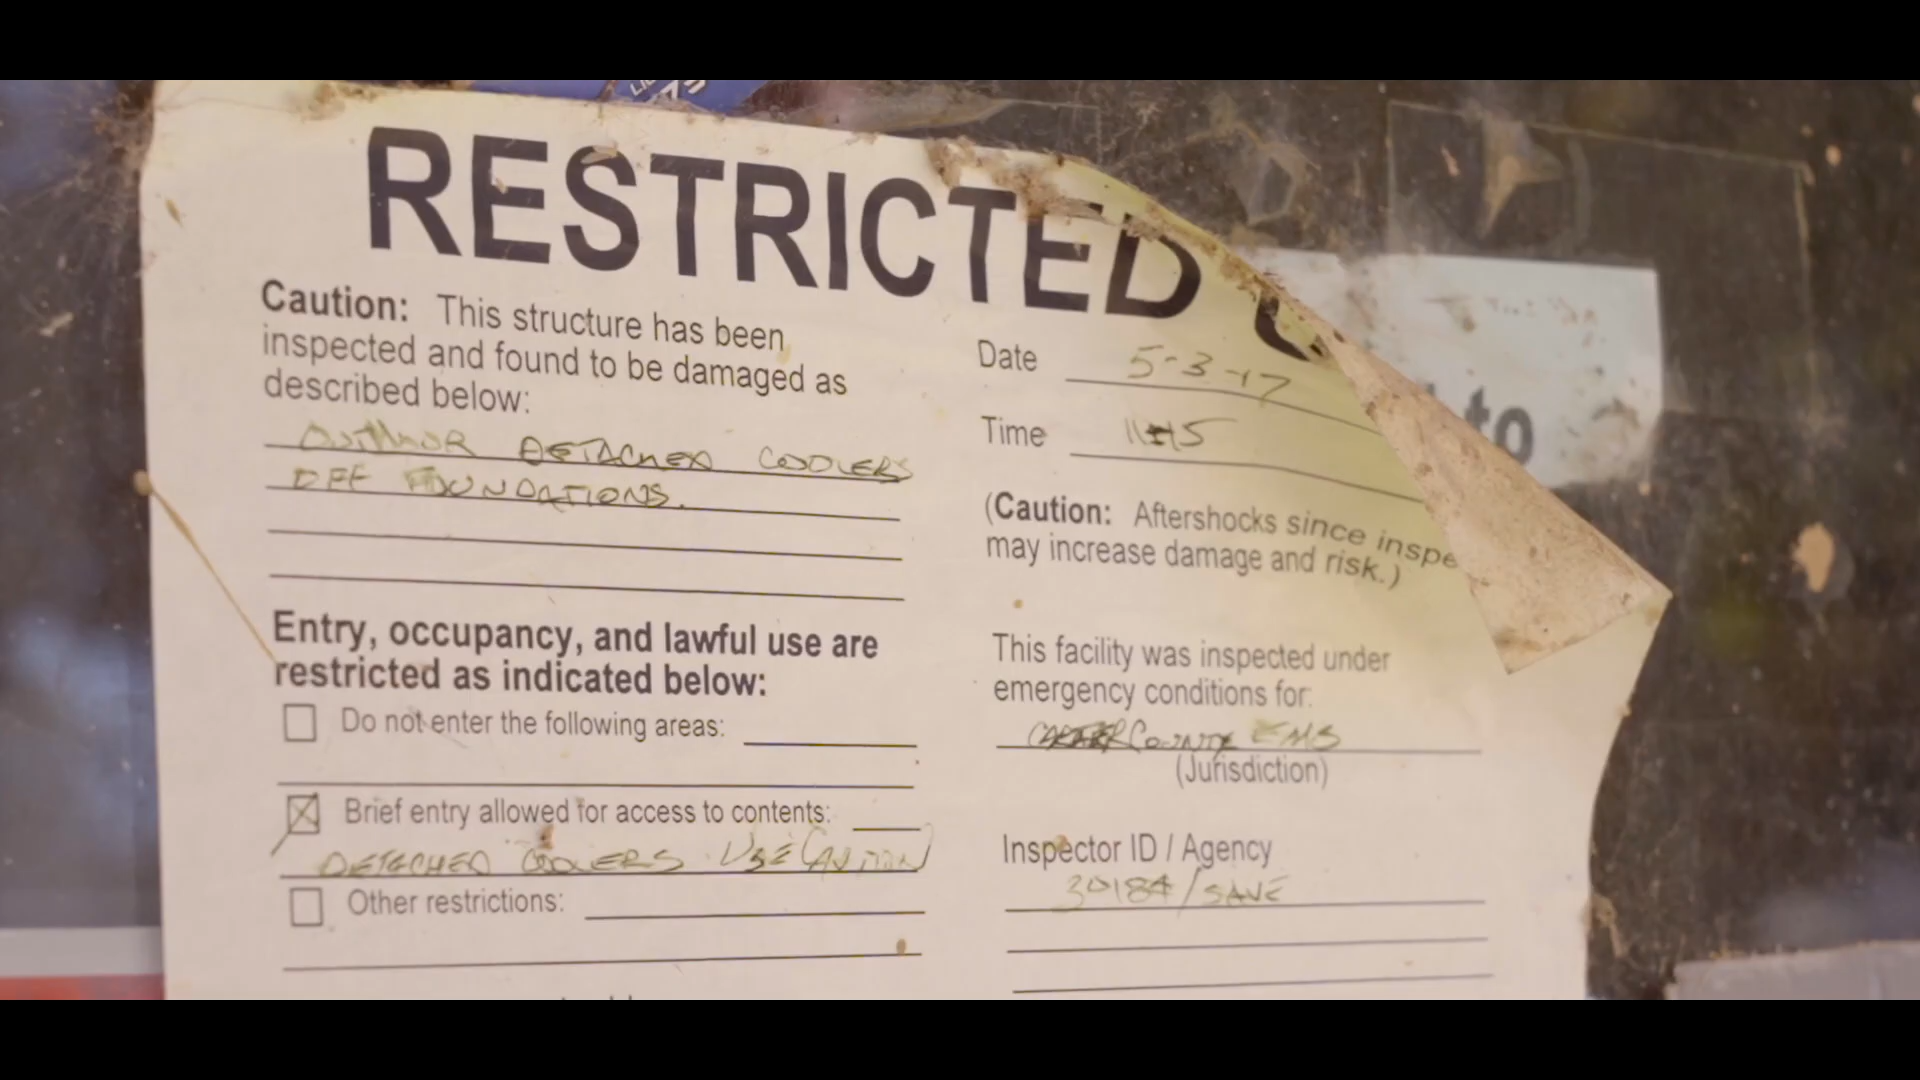 RESTRICTED
Caution: This structure has been
inspected and found to be damaged as
described below:
DETACHED COOLERS
OFF FOUNDATIONS.
Entry, occupancy, and lawful use are
restricted as indicated below:
Do not enter the following areas:
Brief entry allowed for access to contents:
DETACHED COOLERS USE CAUTION
Other restrictions:
Date 5-3-17
Time
(Caution: Aftershocks since inspe
may increase damage and risk.)
This facility was inspected under
emergency conditions for:
CARTER COUNTY EMS
(Jurisdiction)
Inspector ID / Agency
30184/SAVE
to